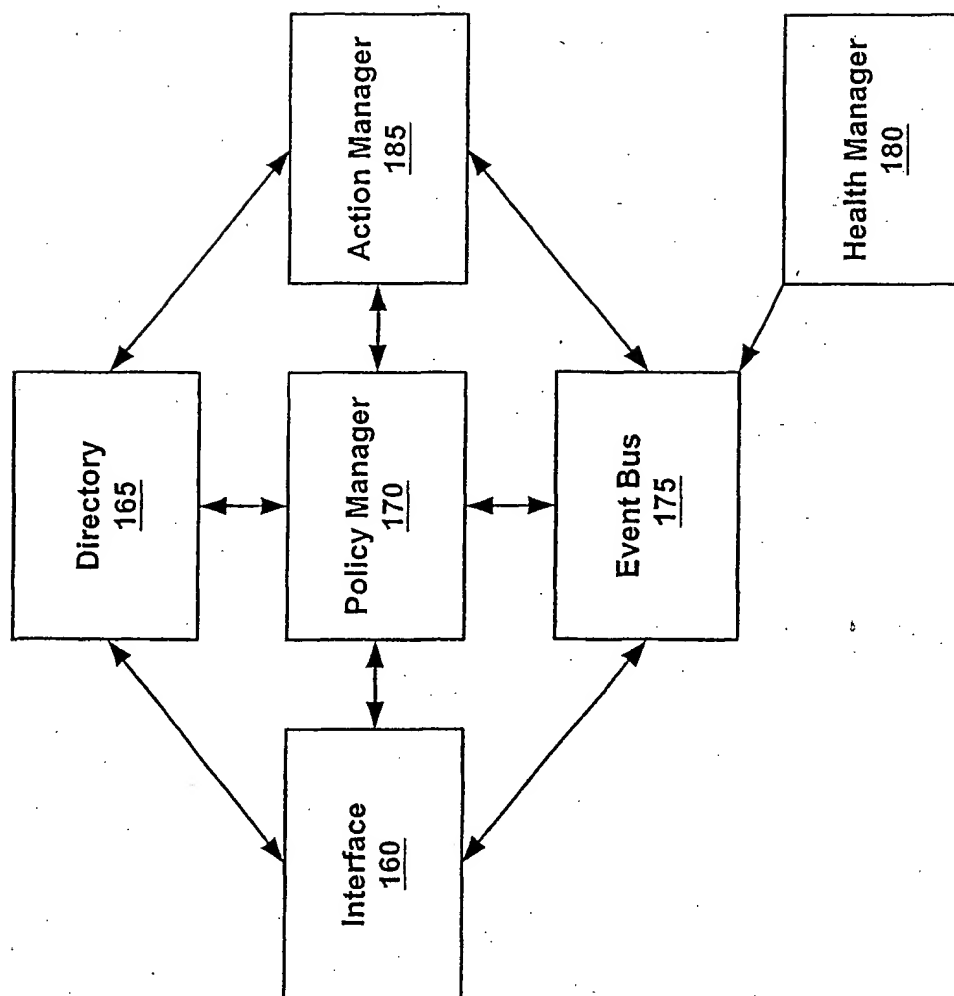 Interface
160
Directory
165
Policy Manager
170
Event Bus
175
Action Manager
185
Health Manager
180